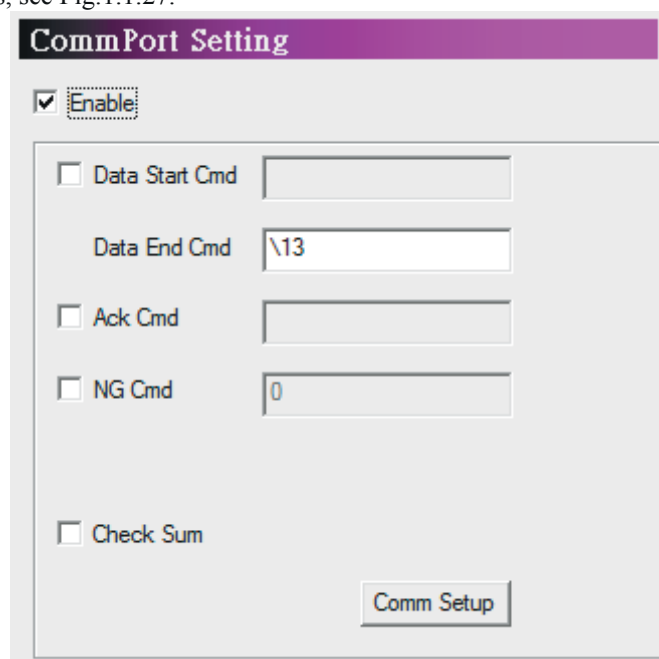 s, see Fig.1.1.27.
CommPort Setting
Enable
Data Start Cmd
Data End Cmd \13
Ack Cmd
NG Cmd 0
Check Sum
Comm Setup